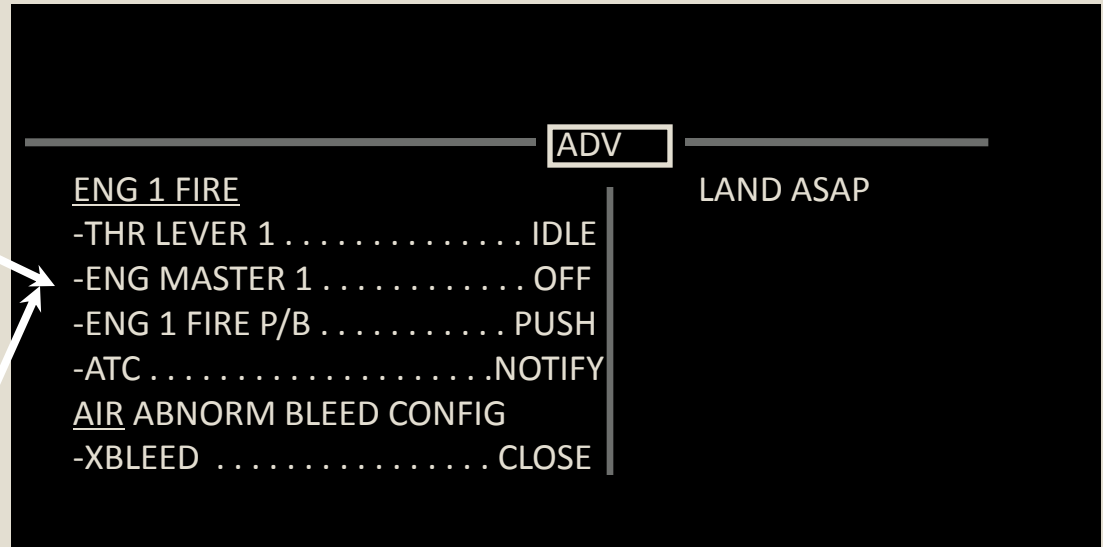 ADV
ENG 1 FIRE
LAND ASAP
-THR LEVER 1 . . . . . . . . . . . . . . IDLE
-ENG MASTER 1 . . . . . . . . . . . . OFF
-ENG 1 FIRE P/B . . . . . . . . . . . PUSH
-ATC . . . . . . . . . . . . . . . . . . . .NOTIFY
AIR ABNORM BLEED CONFIG
-XBLEED . . . . . . . . . . . . . . . . CLOSE